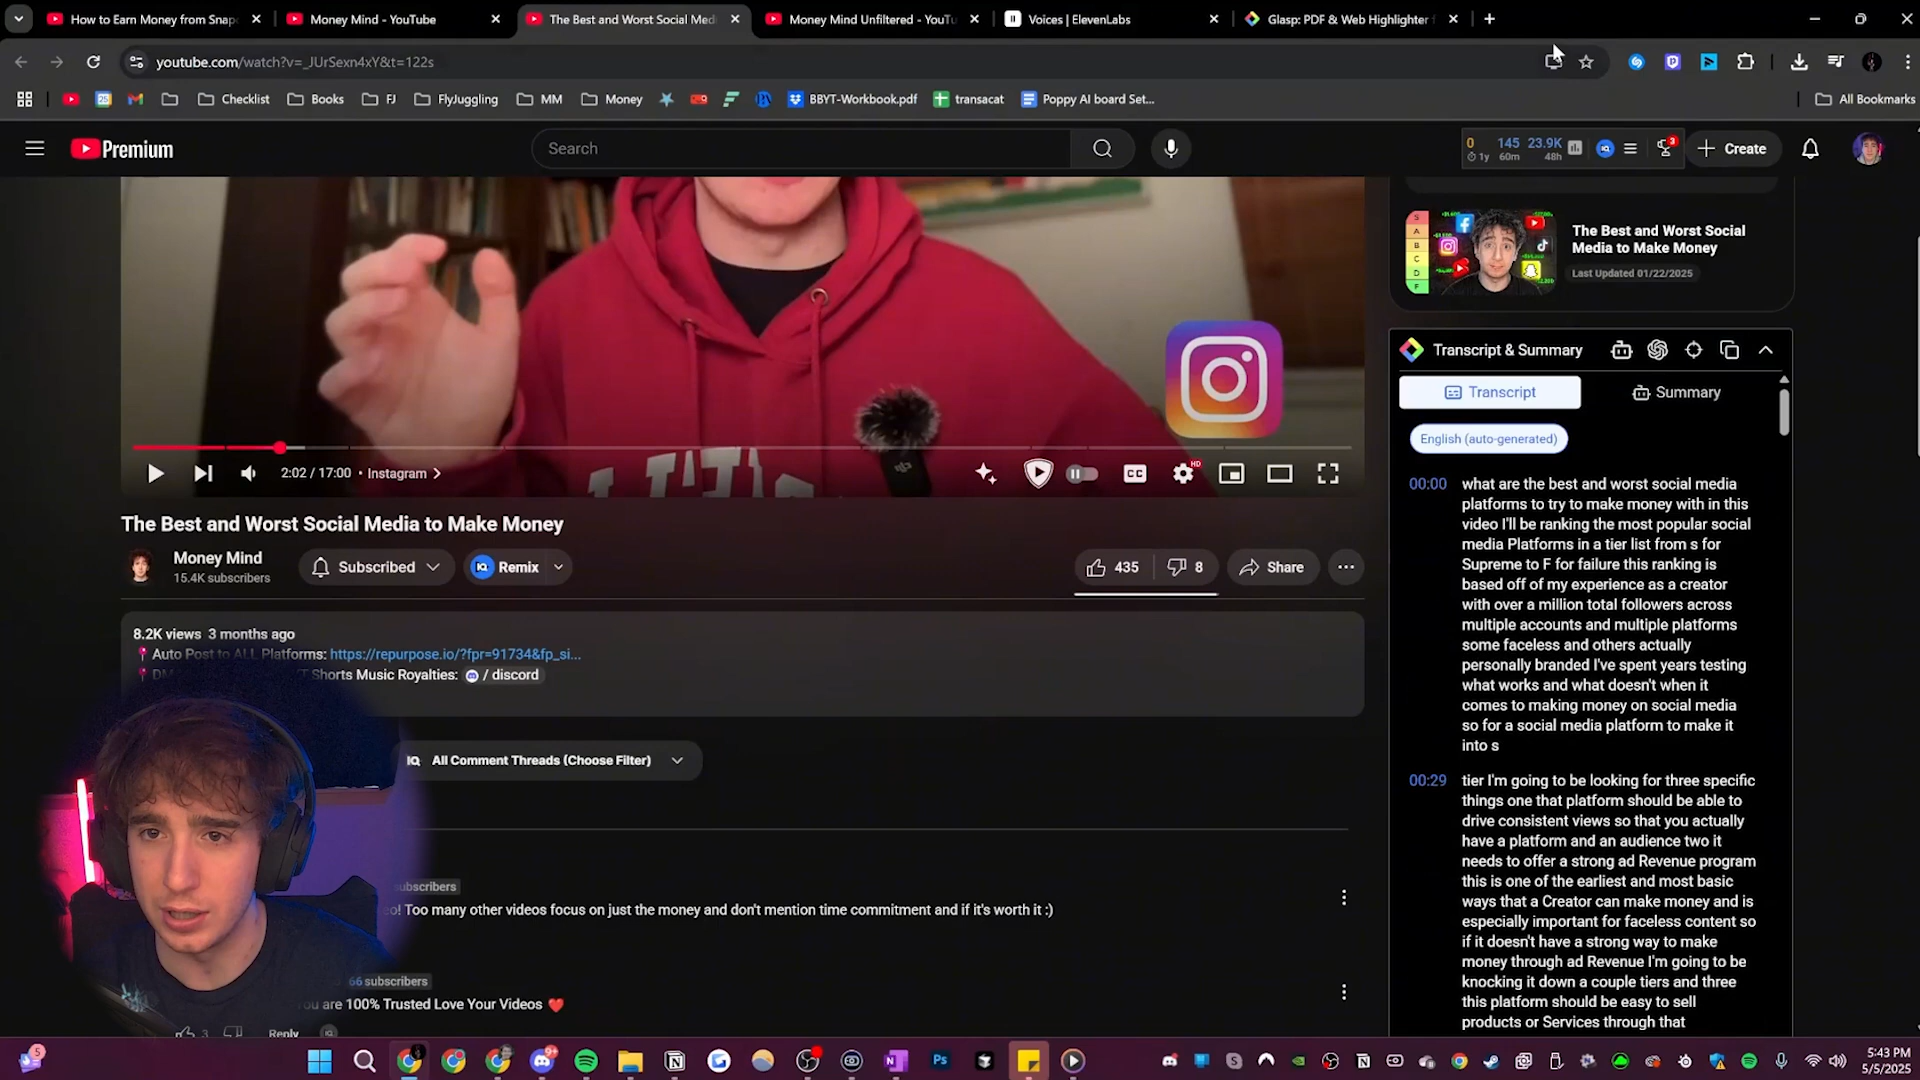 How to Earn Money from Snap
Money Mind - YouTube
The Best and Worst Social Med
Money Mind Unfiltered - YouTu
Voices | ElevenLabs
Glasp: PDF & Web Highlighter
youtube.com/watch?v=_JUrSexn4xY&t=122s
Checklist
Books
FJ
FlyJuggling
MM
Money
BBYT-Workbook.pdf
transacat
Poppy AI board Set...
All Bookmarks
Premium
Search
0
1y
145
60m
23.9K
48h
3
Create
The Best and Worst Social Media to Make Money
Last Updated 01/22/2025
S
A
B
C
D
F
Transcript & Summary
Transcript
Summary
English (auto-generated)
00:00
what are the best and worst social media
platforms to try to make money with in this
video I'll be ranking the most popular social
media Platforms in a tier list from s for
Supreme to F for failure this ranking is
based off of my experience as a creator
with over a million total followers across
multiple accounts and multiple platforms
some faceless and others actually
personally branded I've spent years testing
what works and what doesn't when it
comes to making money on social media
so for a social media platform to make it
into s
00:29
tier I'm going to be looking for three specific
things one that platform should be able to
drive consistent views so that you actually
have a platform and an audience two it
needs to offer a strong ad Revenue program
this is one of the earliest and most basic
ways that a Creator can make money and is
especially important for faceless content so
if it doesn't have a strong way to make
money through ad Revenue I'm going to be
knocking it down a couple tiers and three
this platform should be easy to sell
products or Services through that
2:02 / 17:00 • Instagram
CC
HD
The Best and Worst Social Media to Make Money
Money Mind
15.4K subscribers
Subscribed
Remix
435
8
Share
8.2K views 3 months ago
Auto Post to ALL Platforms: https://repurpose.io/?fpr=91734&fp_si...
Shorts Music Royalties: / discord
All Comment Threads (Choose Filter)
subscribers
Too many other videos focus on just the money and don't mention time commitment and if it's worth it :)
66 subscribers
are 100% Trusted Love Your Videos ❤️
3
Reply
5
Ps
5:43 PM
5/5/2025